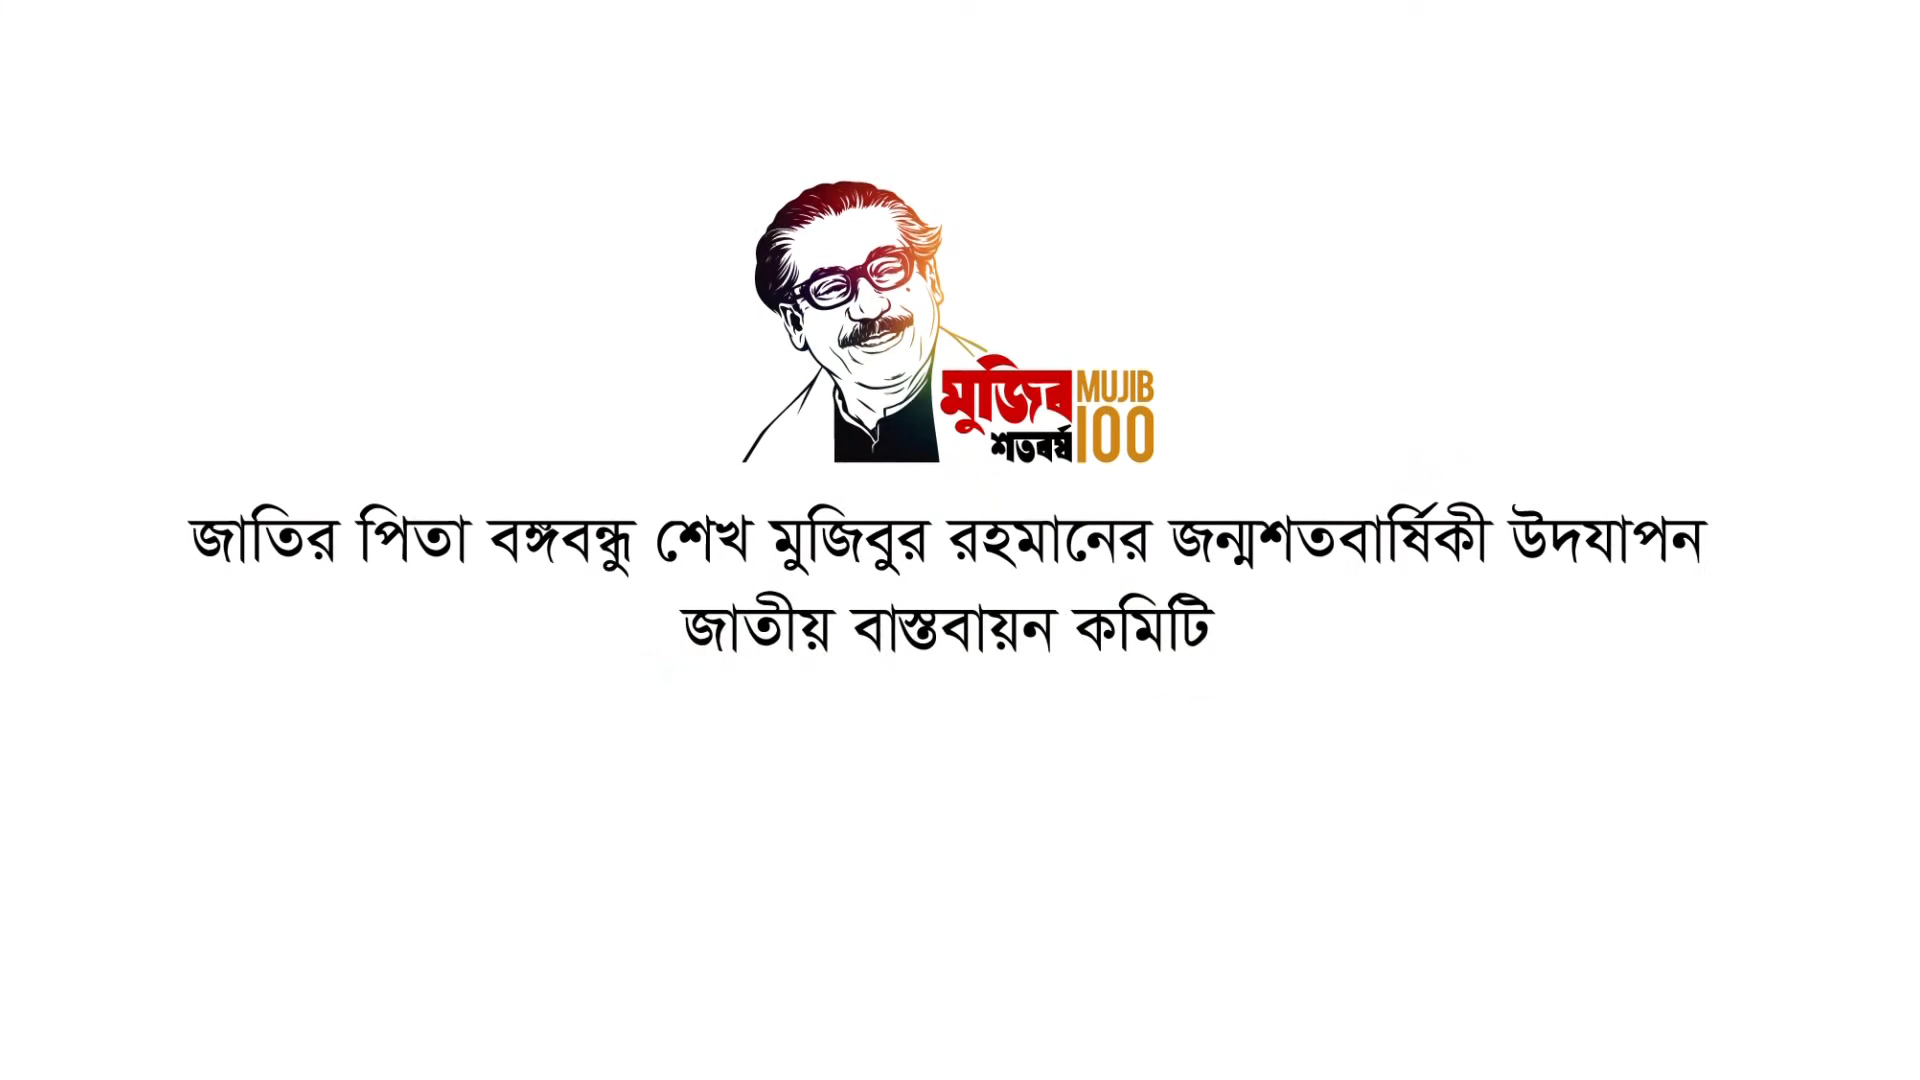 মুজিব MUJIB
শতবর্ষ 100
জাতির পিতা বঙ্গবন্ধু শেখ মুজিবুর রহমানের জন্মশতবার্ষিকী উদযাপন
জাতীয় বাস্তবায়ন কমিটি